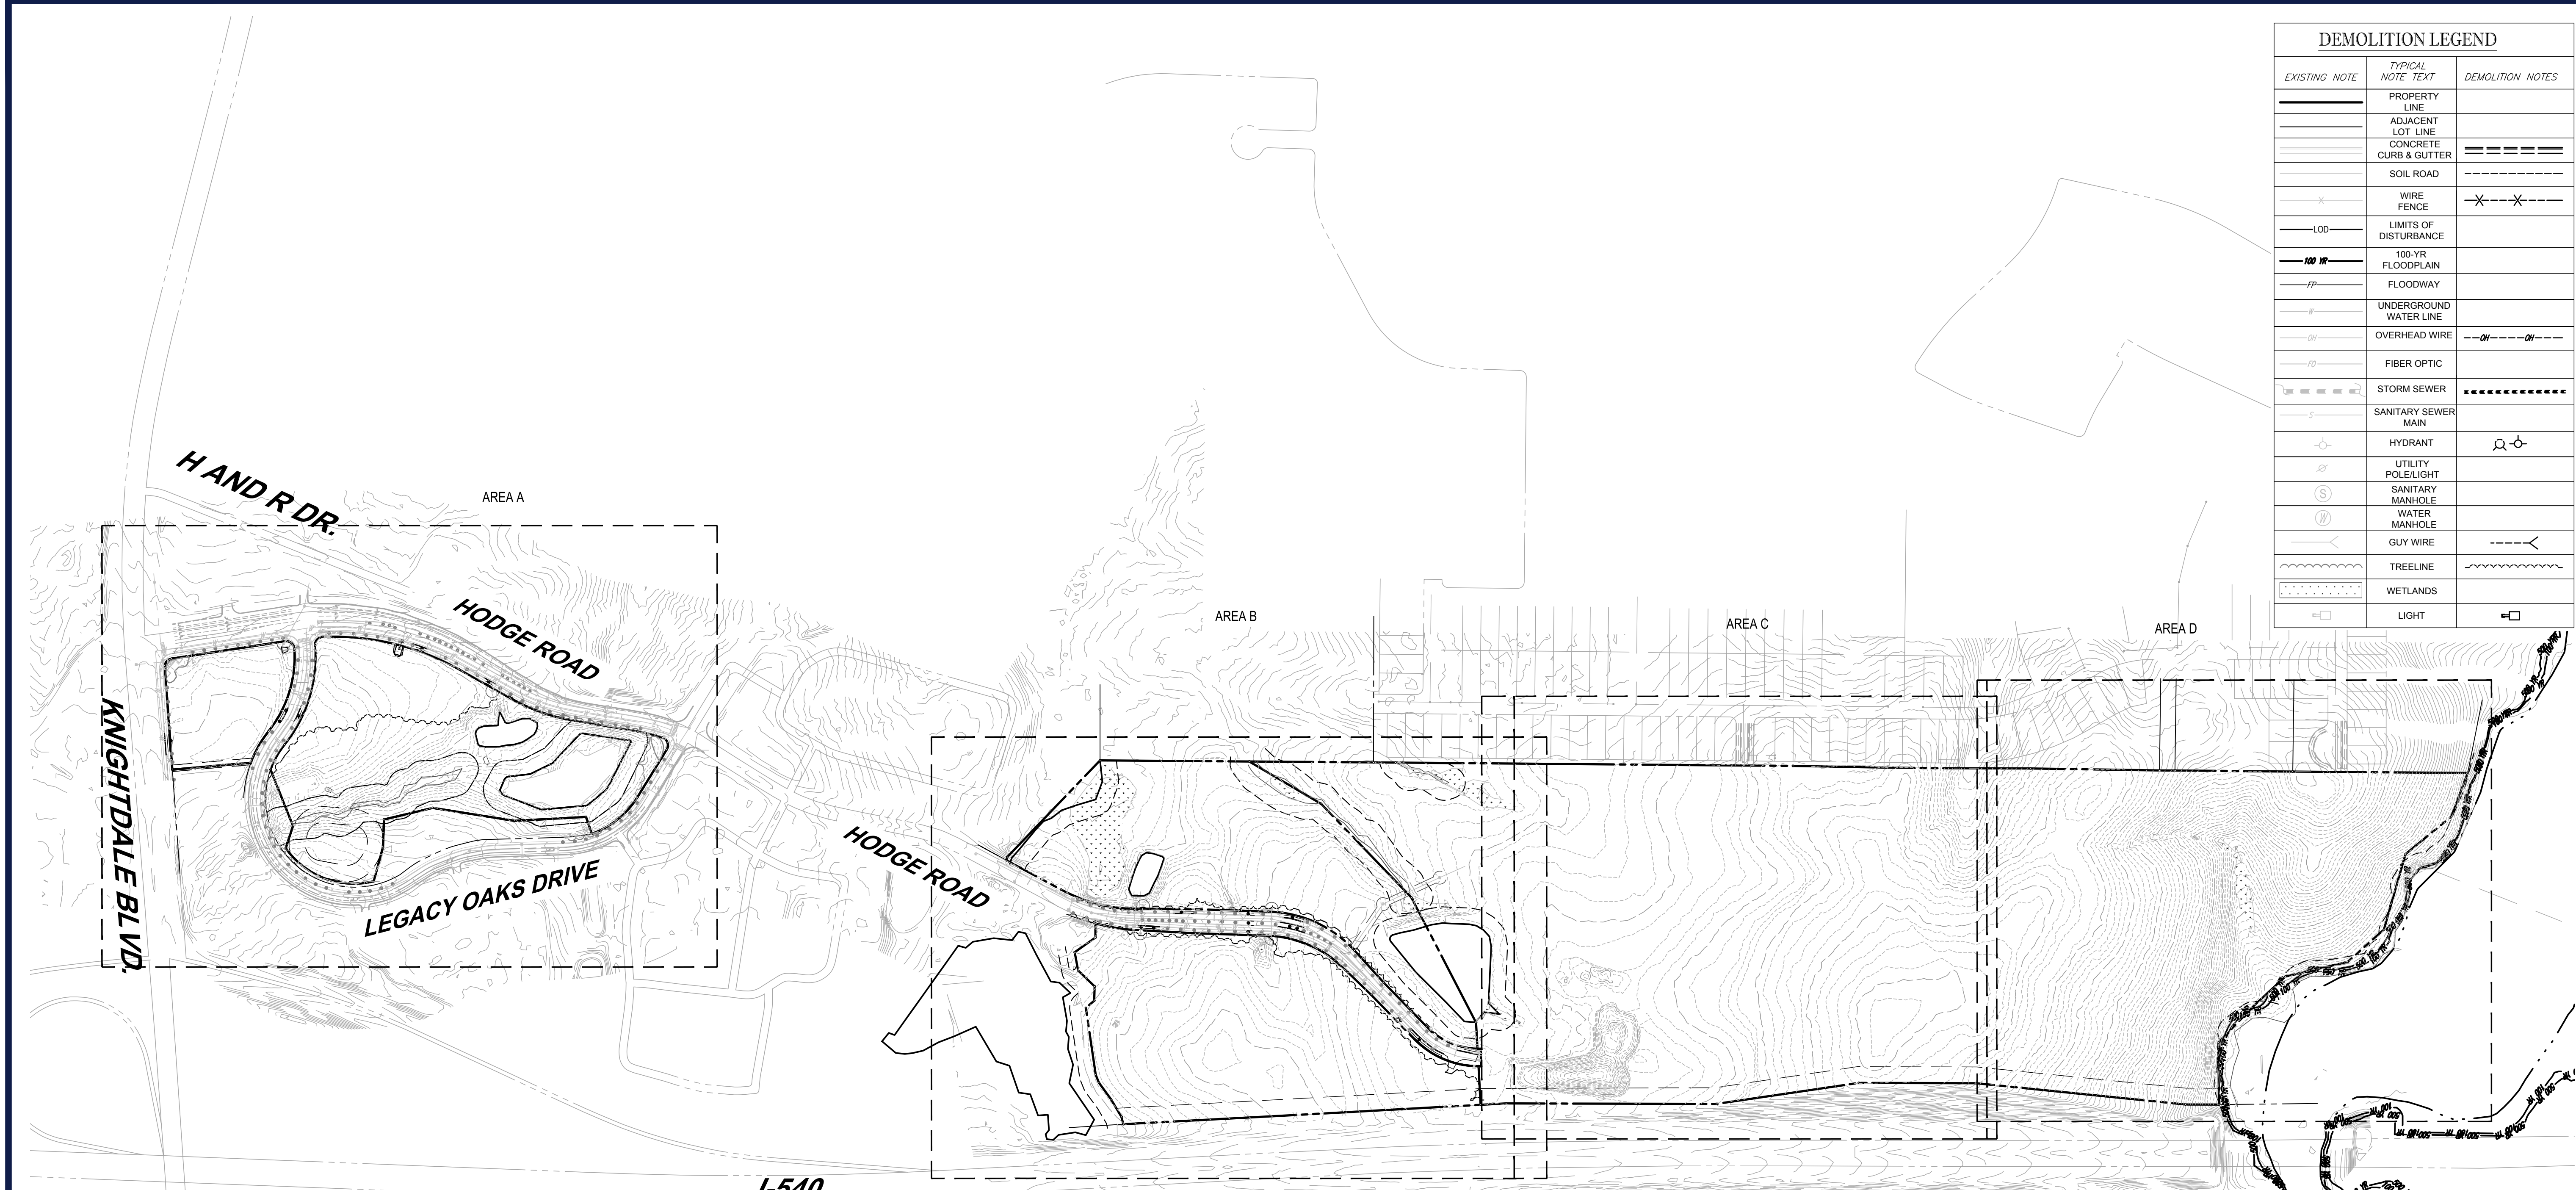 DEMOLITION LEGEND
EXISTING NOTE
TYPICAL
NOTE TEXT
DEMOLITION NOTES
PROPERTY
LINE
ADJACENT
LOT LINE
CONCRETE
CURB & GUTTER
SOIL ROAD
X
WIRE
FENCE
LOD
LIMITS OF
DISTURBANCE
100 YR
100-YR
FLOODPLAIN
FP
FLOODWAY
W
UNDERGROUND
WATER LINE
OH
OVERHEAD WIRE
OH OH
FO
FIBER OPTIC
STORM SEWER
S
SANITARY SEWER
MAIN
HYDRANT
UTILITY
POLE/LIGHT
S
SANITARY
MANHOLE
W
WATER
MANHOLE
GUY WIRE
TREELINE
WETLANDS
LIGHT
H AND R DR.
AREA A
HODGE ROAD
KNIGHTDALE BLVD.
LEGACY OAKS DRIVE
AREA B
AREA C
AREA D
HODGE ROAD
I-540